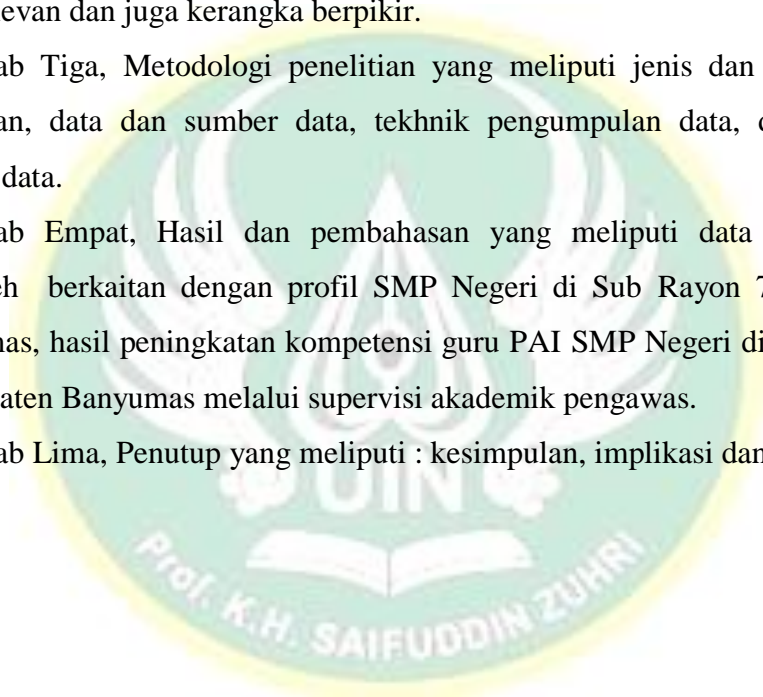 levan dan juga kerangka berpikir.
ab Tiga, Metodologi penelitian yang meliputi jenis dan
an, data dan sumber data, tekhnik pengumpulan data, d
data.
ab Empat, Hasil dan pembahasan yang meliputi data
eh berkaitan dengan profil SMP Negeri di Sub Rayon 7
nas, hasil peningkatan kompetensi guru PAI SMP Negeri di
aten Banyumas melalui supervisi akademik pengawas.
ab Lima, Penutup yang meliputi : kesimpulan, implikasi dan
UIN
Prof. K.H. SAIFUDDIN ZUHRI